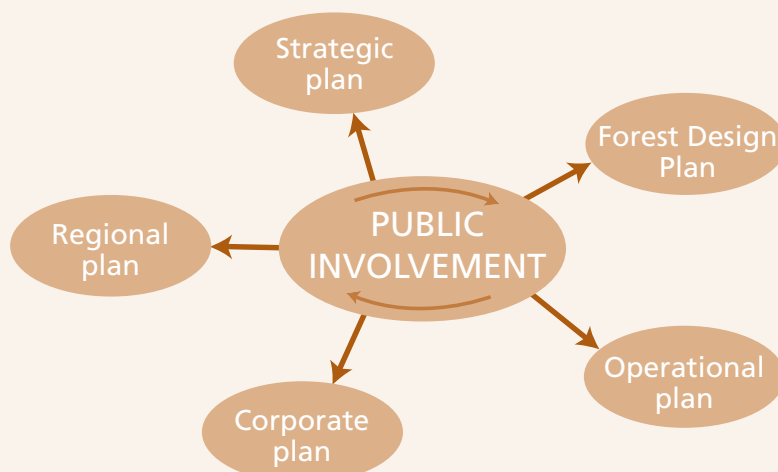 Strategic
plan
Forest Design
Plan
PUBLIC
INVOLVEMENT
Regional
plan
Operational
plan
Corporate
plan